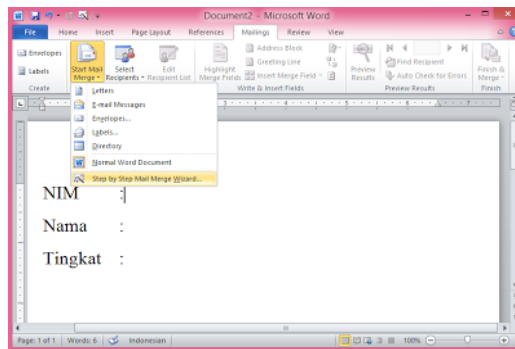 Document2 - Microsoft Word
File Home Insert Page Layout References Mailings Review View
Envelopes
Labels
Create
Start Mail Merge
Select Recipients
Edit Recipient List
Highlight Merge Fields
Address Block
Greeting Line
Insert Merge Field
Write & Insert Fields
Preview Results
Find Recipient
Auto Check for Errors
Preview Results
Finish & Merge
Finish
Letters
E-mail Messages
Envelopes...
Labels...
Directory
Normal Word Document
Step by Step Mail Merge Wizard...
NIM :
Nama :
Tingkat :
Page: 1 of 1 Words: 6 Indonesian 100%